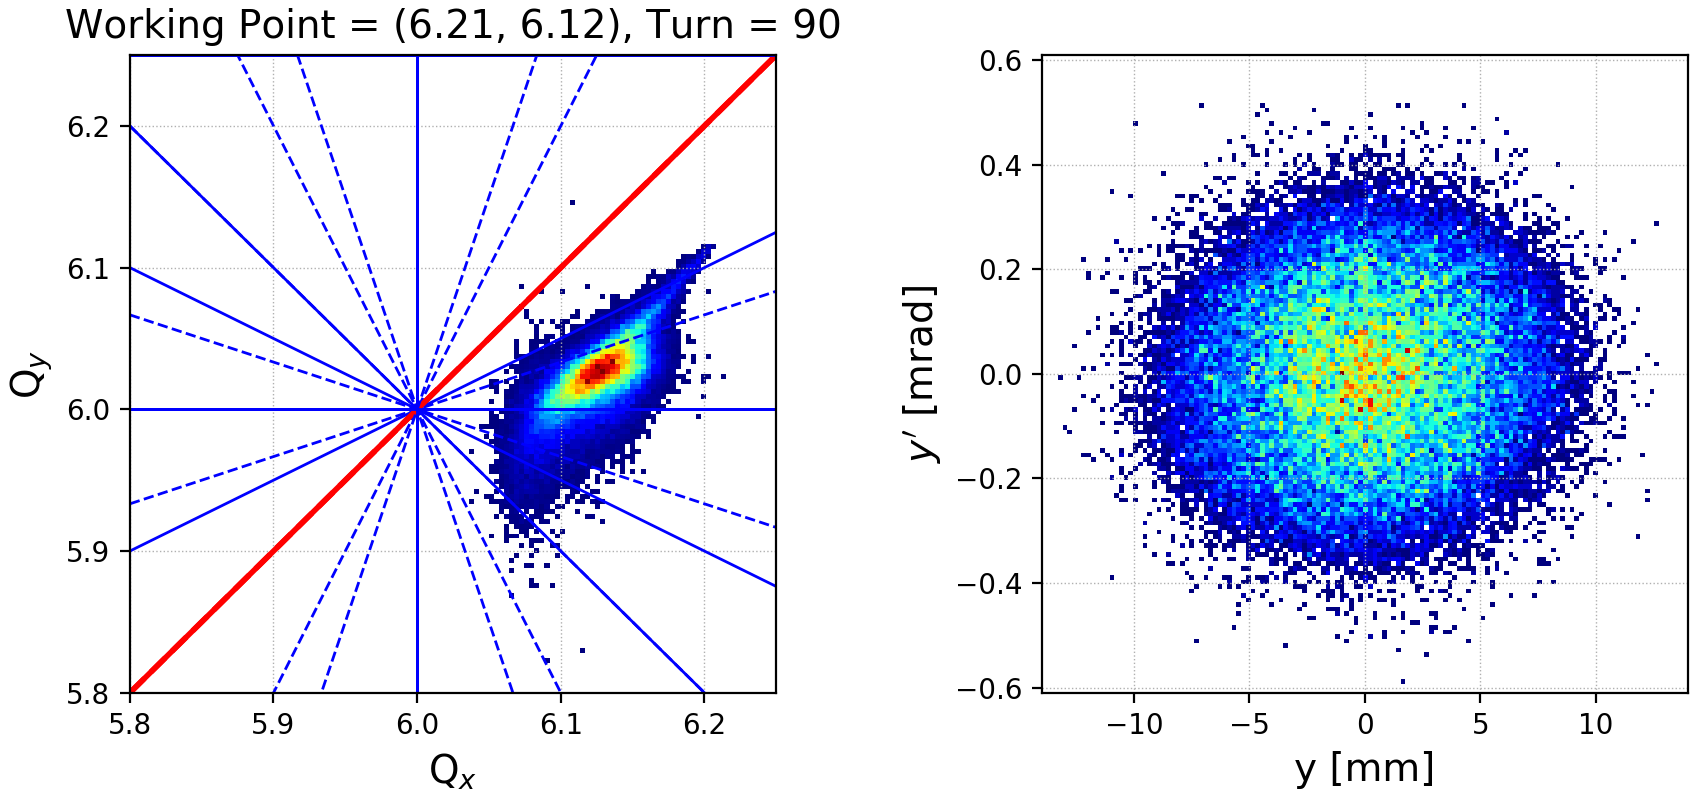 Working Point = (6.21, 6.12), Turn = 90
6.2
6.1
6.0
5.9
5.8
Q_y
5.8 5.9 6.0 6.1 6.2
Q_x
0.6
0.4
0.2
0.0
−0.2
−0.4
−0.6
y′ [mrad]
−10 −5 0 5 10
y [mm]